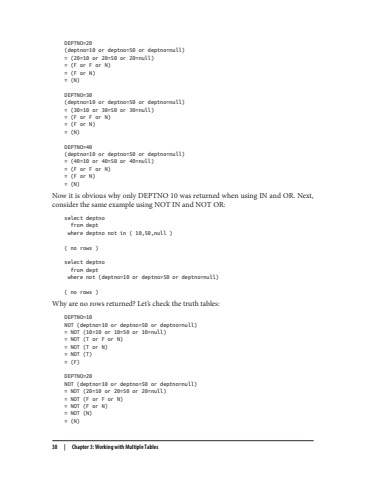 DEPTNO=20
(deptno=10 or deptno=50 or deptno=null)
= (20=10 or 20=50 or 20=null)
= (F or F or N)
= (F or N)
= (N)
DEPTNO=30
(deptno=10 or deptno=50 or deptno=null)
= (30=10 or 30=50 or 30=null)
= (F or F or N)
= (F or N)
= (N)
DEPTNO=40
(deptno=10 or deptno=50 or deptno=null)
= (40=10 or 40=50 or 40=null)
= (F or F or N)
= (F or N)
= (N)
Now it is obvious why only DEPTNO 10 was returned when using IN and OR. Next,
consider the same example using NOT IN and NOT OR:
select deptno
from dept
where deptno not in ( 10,50,null )
( no rows )
select deptno
from dept
where not (deptno=10 or deptno=50 or deptno=null)
( no rows )
Why are no rows returned? Let's check the truth tables:
DEPTNO=10
NOT (deptno=10 or deptno=50 or deptno=null)
= NOT (10=10 or 10=50 or 10=null)
= NOT (T or F or N)
= NOT (T or N)
= NOT (T)
= (F)
DEPTNO=20
NOT (deptno=10 or deptno=50 or deptno=null)
= NOT (20=10 or 20=50 or 20=null)
= NOT (F or F or N)
= NOT (F or N)
= NOT (N)
= (N)
38 | Chapter 3: Working with Multiple Tables